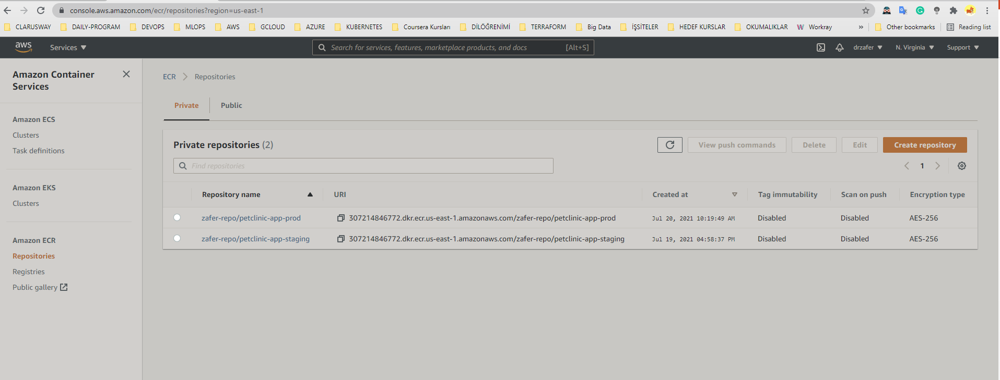 console.aws.amazon.com/ecr/repositories?region=us-east-1
CLARUSWAY DAILY-PROGRAM DEVOPS MLOPS AWS GCLOUD AZURE KUBERNETES Coursera Kursları DİLÖĞRENİMİ TERRAFORM Big Data İŞSİTELER HEDEF KURSLAR OKUMALIKLAR Workray » Other bookmarks Reading list
aws Services Search for services, features, marketplace products, and docs [Alt+S] drzafer N. Virginia Support
Amazon Container
Services
Amazon ECS
Clusters
Task definitions
Amazon EKS
Clusters
Amazon ECR
Repositories
Registries
Public gallery
ECR Repositories
Private Public
Private repositories (2) View push commands Delete Edit Create repository
Find repositories 1
Repository name URI Created at Tag immutability Scan on push Encryption type
zafer-repo/petclinic-app-prod 307214846772.dkr.ecr.us-east-1.amazonaws.com/zafer-repo/petclinic-app-prod Jul 20, 2021 10:19:49 AM Disabled Disabled AES-256
zafer-repo/petclinic-app-staging 307214846772.dkr.ecr.us-east-1.amazonaws.com/zafer-repo/petclinic-app-staging Jul 19, 2021 04:58:37 PM Disabled Disabled AES-256